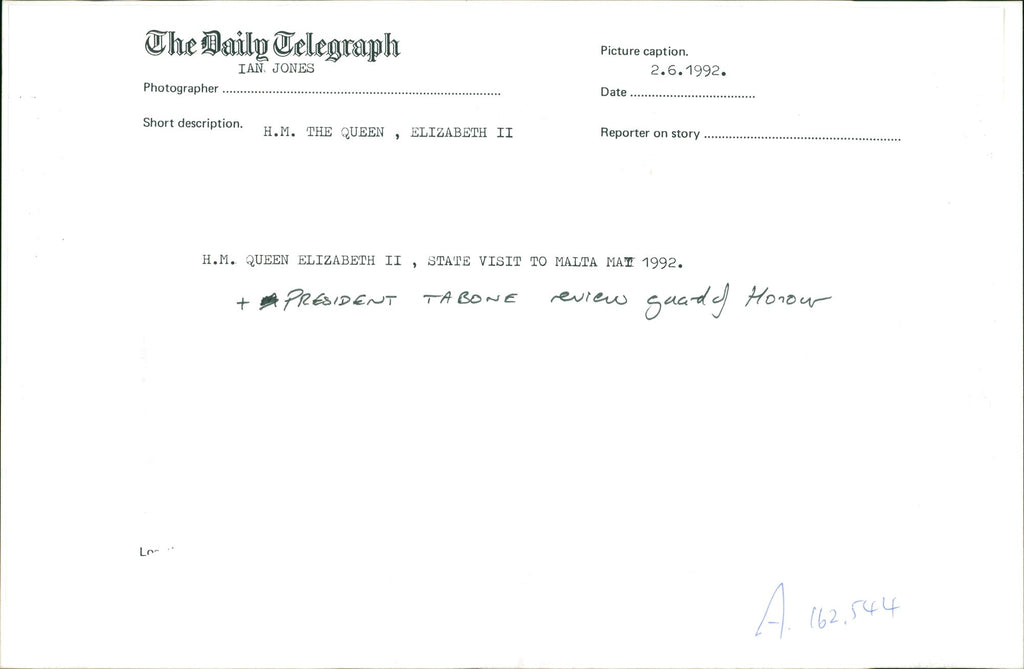 The Daily Telegraph
IAN. JONES
Photographer
Short description.
H.M. THE QUEEN , ELIZABETH II
Picture caption.
2.6.1992.
Date
Reporter on story
H.M. QUEEN ELIZABETH II , STATE VISIT TO MALTA MAY 1992.
+ PRESIDENT TABONE review guard of Honour
A. 162,544